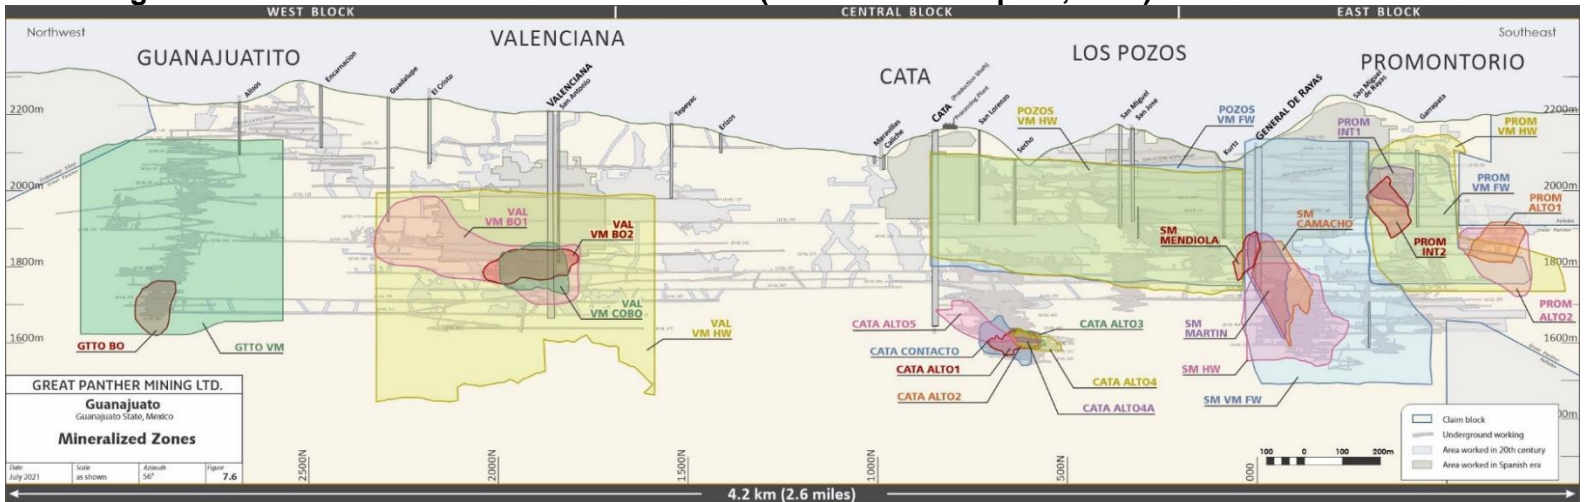 WEST BLOCK
CENTRAL BLOCK
EAST BLOCK
Northwest
Southeast
GUANAJUATITO
VALENCIANA
CATA
LOS POZOS
PROMONTORIO
Alisos
Encarnacion
Guadalupe
El Cristo
VALENCIANA
San Antonio
Tepeyac
Erizos
Maravillas
Caliche
CATA (Production Shaft)
Processing Plant
San Lorenzo
Secho
San Miguel
San Jose
Kurtz
GENERAL DE RAYAS
San Miguel
de Rayas
Garrapata
2200m
2000m
1800m
1600m
2200m
2000m
1800m
1600m
POZOS
VM HW
POZOS
VM FW
PROM
INT1
PROM
VM HW
PROM
VM FW
PROM
ALTO1
PROM
INT2
PROM
ALTO2
SM
MENDIOLA
SM
CAMACHO
SM
MARTIN
SM HW
SM VM FW
VAL
VM BO1
VAL
VM BO2
VAL
VM COBO
VAL
VM HW
GTTO BO
GTTO VM
CATA ALTO5
CATA CONTACTO
CATA ALTO1
CATA ALTO2
CATA ALTO3
CATA ALTO4
CATA ALTO4A
GREAT PANTHER MINING LTD.
Guanajuato
Guanajuato State, Mexico
Mineralized Zones
Date
July 2021
Scale
as shown
Azimuth
56°
Figure
7.6
2500N
2000N
1500N
1000N
500N
000
100 0 100 200m
Claim block
Underground working
Area worked in 20th century
Area worked in Spanish era
4.2 km (2.6 miles)